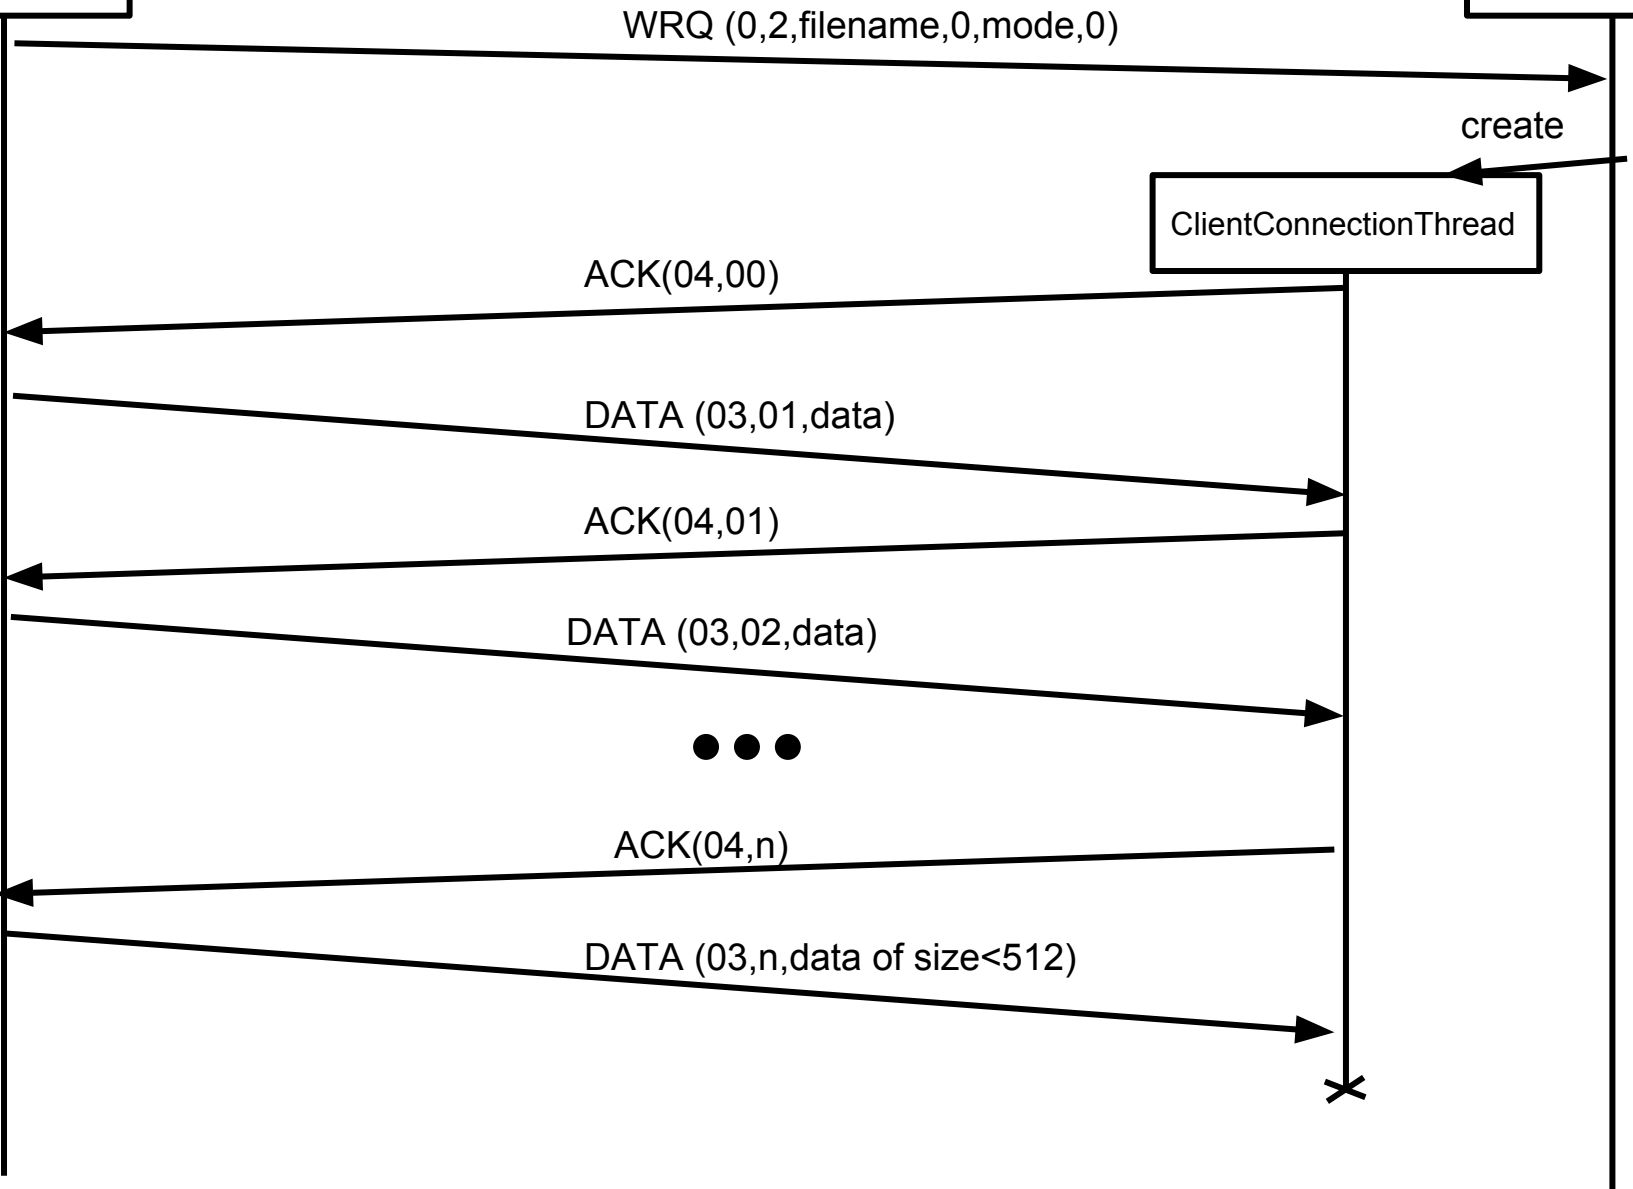 WRQ (0,2,filename,0,mode,0)
create
ClientConnectionThread
ACK(04,00)
DATA (03,01,data)
ACK(04,01)
DATA (03,02,data)
ACK(04,n)
DATA (03,n,data of size<512)